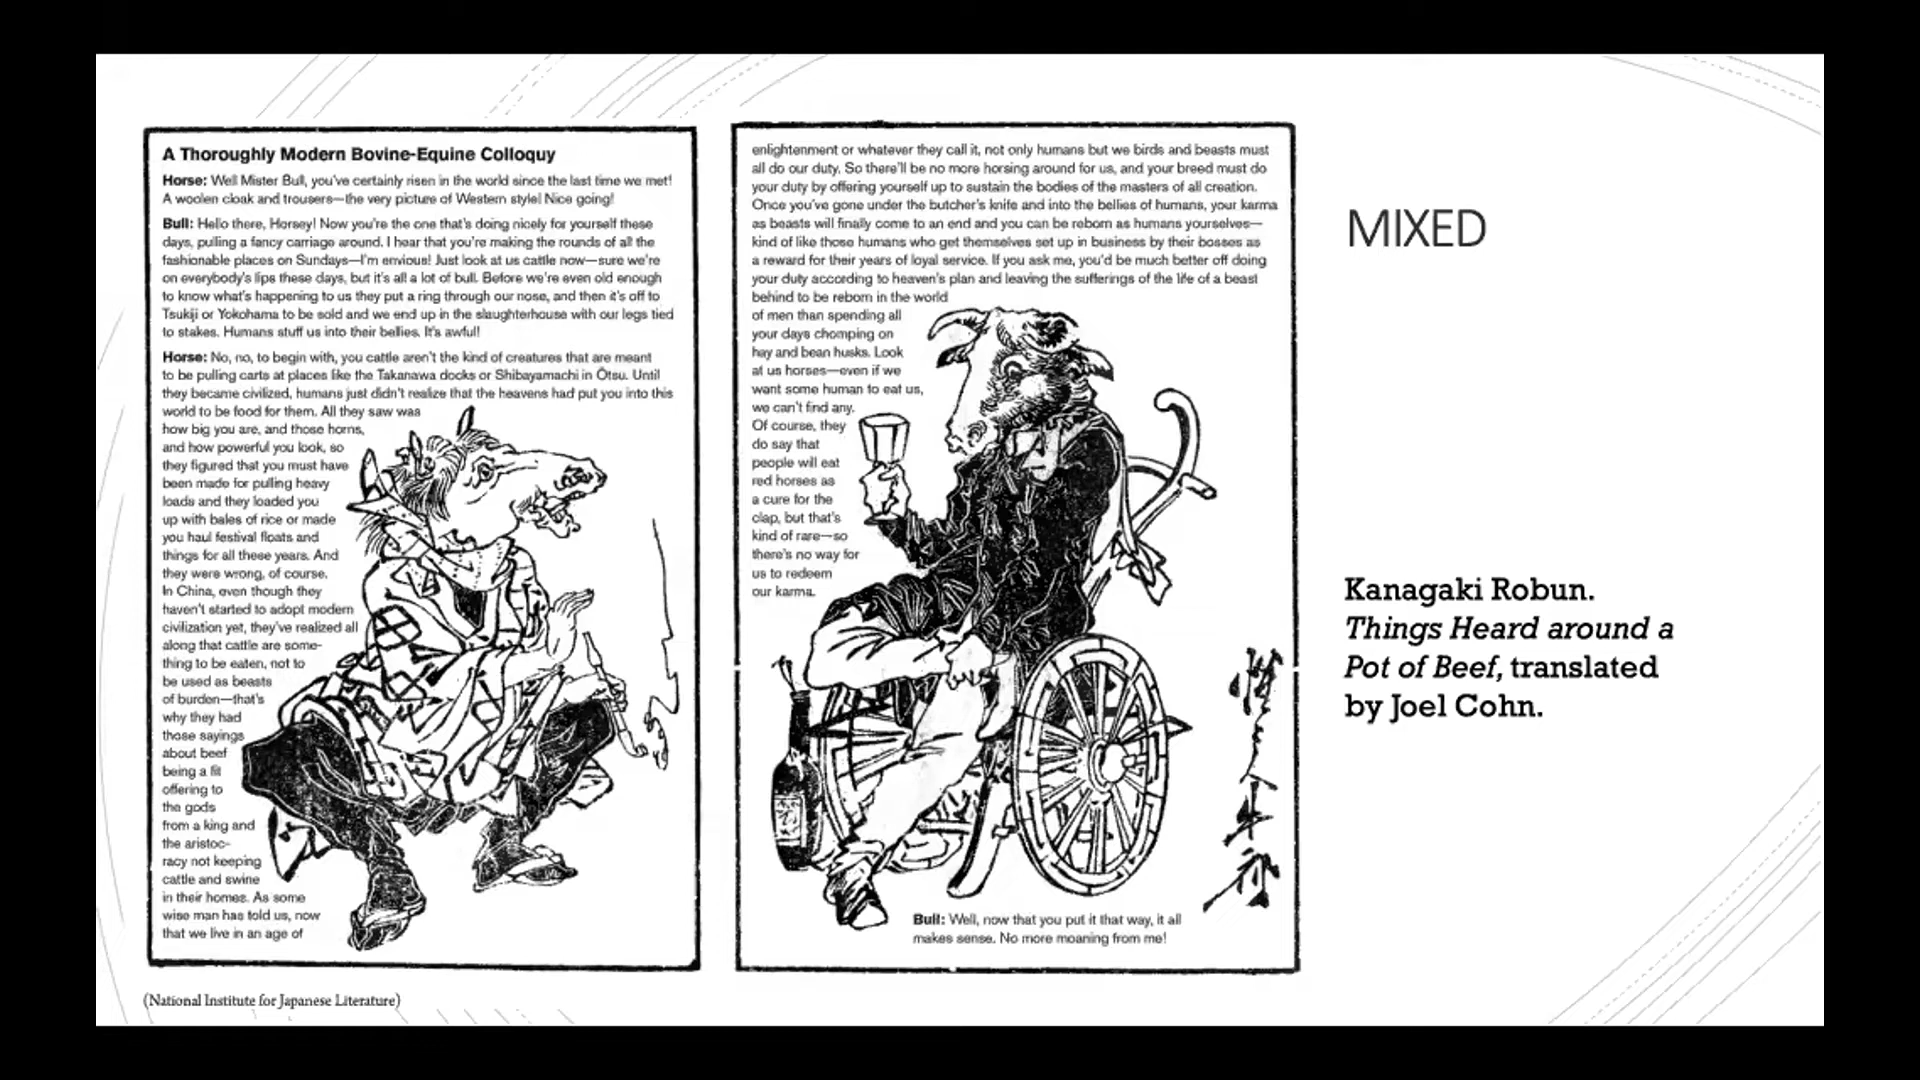 A Thoroughly Modern Bovine-Equine Colloquy
Horse: Well Mister Bull, you've certainly risen in the world since the last time we met!
A woolen cloak and trousers—the very picture of Western style! Nice going!
Bull: Hello there, Horsey! Now you're the one that's doing nicely for yourself these
days, pulling a fancy carriage around. I hear that you're making the rounds of all the
fashionable places on Sundays—I'm envious! Just look at us cattle now—sure we're
on everybody's lips these days, but it's all a lot of bull. Before we're even old enough
to know what's happening to us they put a ring through our nose, and then it's off to
Tsukiji or Yokohama to be sold and we end up in the slaughterhouse with our legs tied
to stakes. Humans stuff us into their bellies. It's awful!
Horse: No, no, to begin with, you cattle aren't the kind of creatures that are meant
to be pulling carts at places like the Takanawa docks or Shibayamachi in Ōtsu. Until
they became civilized, humans just didn't realize that the heavens had put you into this
world to be food for them. All they saw was
how big you are, and those horns,
and how powerful you look, so
they figured that you must have
been made for pulling heavy
loads and they loaded you
up with bales of rice or made
you haul festival floats and
things for all these years. And
they were wrong, of course.
In China, even though they
haven't started to adopt modern
civilization yet, they've realized all
along that cattle are some-
thing to be eaten, not to
be used as beasts
of burden—that's
why they had
those sayings
about beef
being a fit
offering to
the gods
from a king and
the aristoc-
racy not keeping
cattle and swine
in their homes. As some
wise man has told us, now
that we live in an age of
enlightenment or whatever they call it, not only humans but we birds and beasts must
all do our duty. So there'll be no more horsing around for us, and your breed must do
your duty by offering yourself up to sustain the bodies of the masters of all creation.
Once you've gone under the butcher's knife and into the bellies of humans, your karma
as beasts will finally come to an end and you can be reborn as humans yourselves—
kind of like those humans who get themselves set up in business by their bosses as
a reward for their years of loyal service. If you ask me, you'd be much better off doing
your duty according to heaven's plan and leaving the sufferings of the life of a beast
behind to be reborn in the world
of men than spending all
your days chomping on
hay and bean husks. Look
at us horses—even if we
want some human to eat us,
we can't find any.
Of course, they
do say that
people will eat
red horses as
a cure for the
clap, but that's
kind of rare—so
there's no way for
us to redeem
our karma.
Bull: Well, now that you put it that way, it all
makes sense. No more moaning from me!
(National Institute for Japanese Literature)
MIXED
Kanagaki Robun.
Things Heard around a
Pot of Beef, translated
by Joel Cohn.